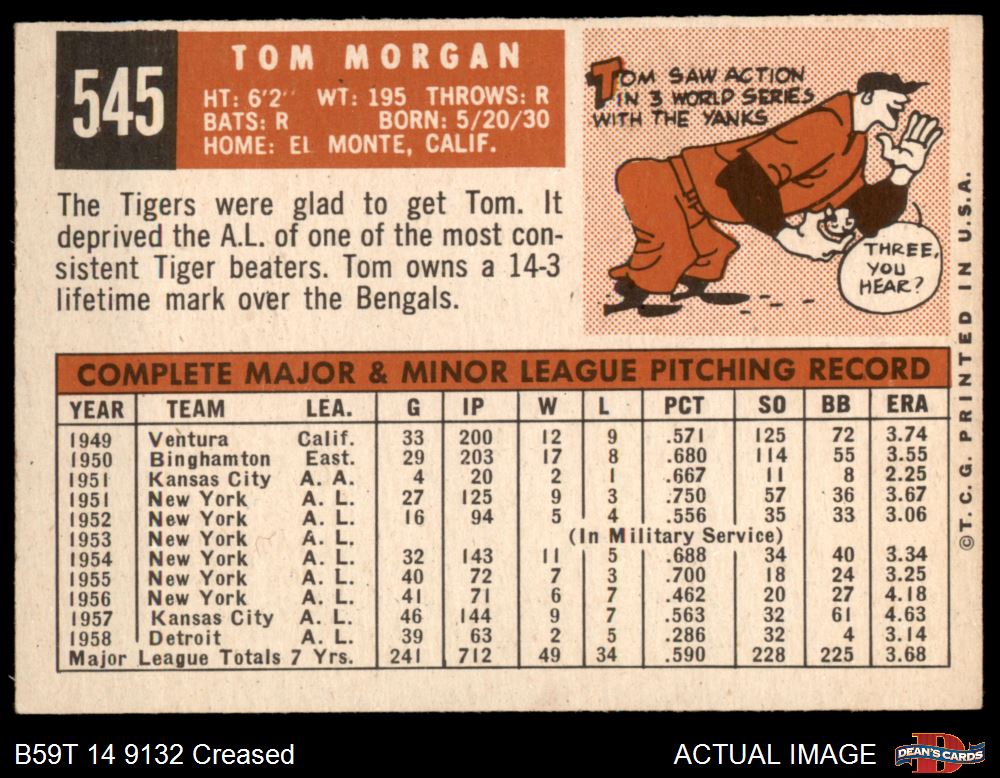 545
TOM MORGAN
HT: 6'2" WT: 195 THROWS: R
BATS: R BORN: 5/20/30
HOME: EL MONTE, CALIF.
TOM SAW ACTION
IN 3 WORLD SERIES
WITH THE YANKS
THREE,
YOU
HEAR?
The Tigers were glad to get Tom. It
deprived the A.L. of one of the most con-
sistent Tiger beaters. Tom owns a 14-3
lifetime mark over the Bengals.
COMPLETE MAJOR & MINOR LEAGUE PITCHING RECORD
YEAR TEAM LEA. G IP W L PCT SO BB ERA
1949 Ventura Calif. 33 200 12 9 .571 125 72 3.74
1950 Binghamton East. 29 203 17 8 .680 114 55 3.55
1951 Kansas City A. A. 4 20 2 1 .667 11 8 2.25
1951 New York A. L. 27 125 9 3 .750 57 36 3.67
1952 New York A. L. 16 94 5 4 .556 35 33 3.06
1953 New York A. L. (In Military Service)
1954 New York A. L. 32 143 11 5 .688 34 40 3.34
1955 New York A. L. 40 72 7 3 .700 18 24 3.25
1956 New York A. L. 41 71 6 7 .462 20 27 4.18
1957 Kansas City A. L. 46 144 9 7 .563 32 61 4.63
1958 Detroit A. L. 39 63 2 5 .286 32 4 3.14
Major League Totals 7 Yrs. 241 712 49 34 .590 228 225 3.68
©T. C. G. PRINTED IN U.S.A.
B59T 14 9132 Creased
ACTUAL IMAGE
DEAN'S CARDS